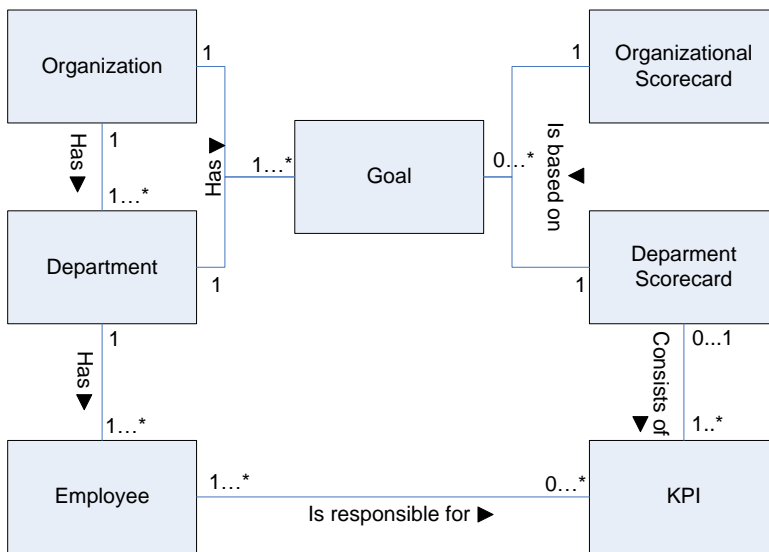 Organization
1
1
Organizational
Scorecard
Has
1
1…*
Has
1…*
Goal
0…*
Is based on
Department
1
1
Deparment
Scorecard
1
Has
1…*
0...1
Consists of
1..*
Employee
1…*
Is responsible for
0…*
KPI